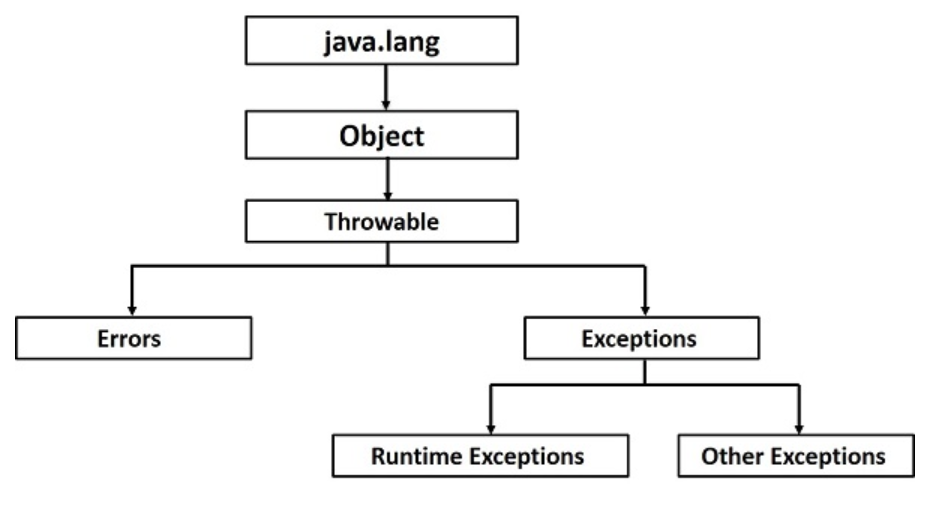 java.lang
Object
Throwable
Errors
Exceptions
Runtime Exceptions
Other Exceptions